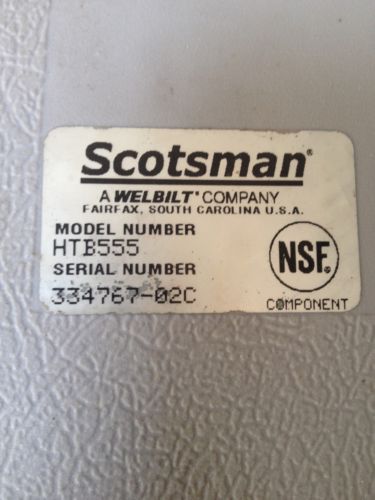 Scotsman®
A WELBILT® COMPANY
FAIRFAX, SOUTH CAROLINA U.S.A.
MODEL NUMBER
HTB555
SERIAL NUMBER
334767-02C
NSF®
COMPONENT